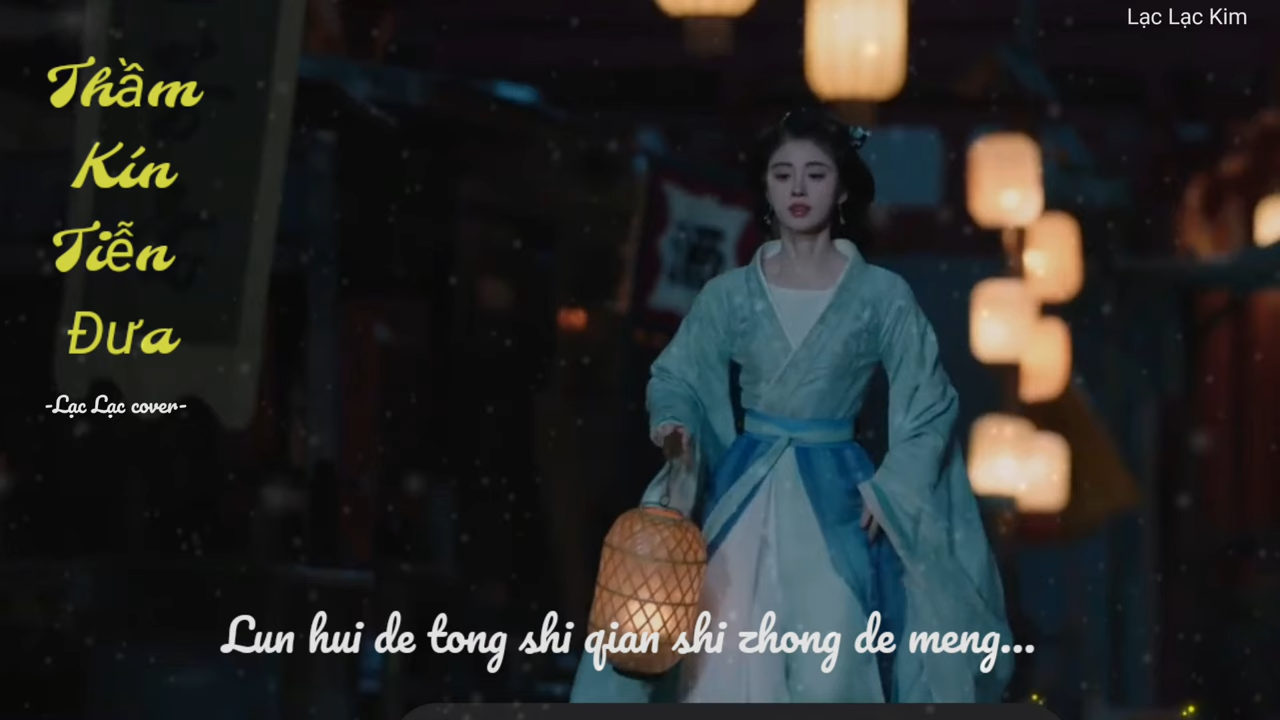 Lạc Lạc Kim
Thầm
Kín
Tiễn
Đưa
-Lạc Lạc cover-
Lun hui de tong shi qian shi zhong de meng...